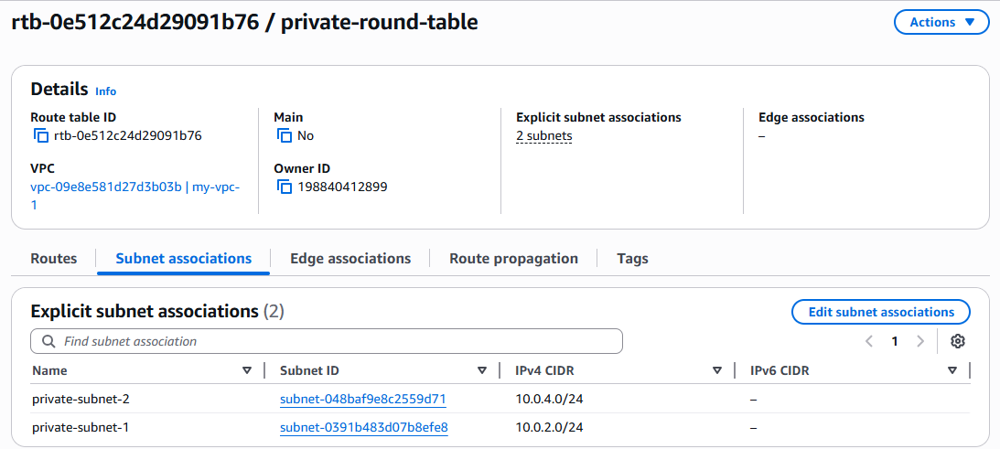 rtb-0e512c24d29091b76 / private-round-table
Actions
Details Info
Route table ID
rtb-0e512c24d29091b76
Main
No
Explicit subnet associations
2 subnets
Edge associations
–
VPC
vpc-09e8e581d27d3b03b | my-vpc-
1
Owner ID
198840412899
Routes
Subnet associations
Edge associations
Route propagation
Tags
Explicit subnet associations (2)
Edit subnet associations
Find subnet association
1
Name Subnet ID IPv4 CIDR IPv6 CIDR
private-subnet-2 subnet-048baf9e8c2559d71 10.0.4.0/24 –
private-subnet-1 subnet-0391b483d07b8efe8 10.0.2.0/24 –